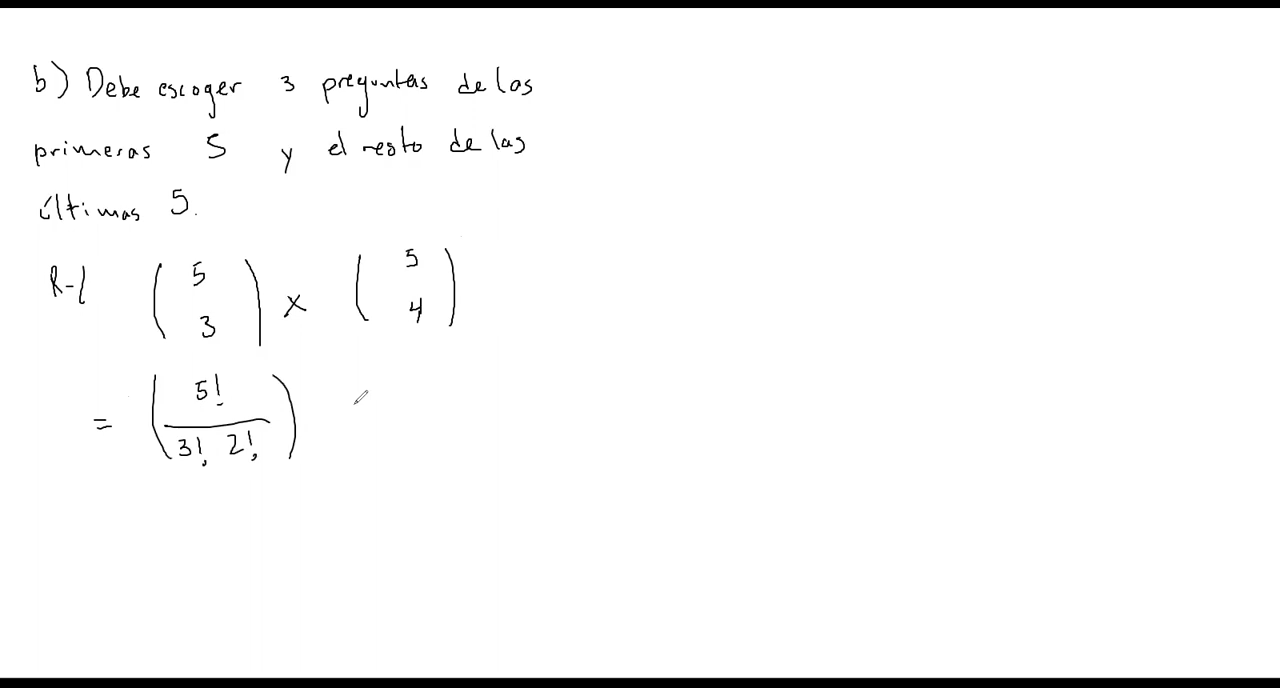 b) Debe escoger 3 preguntas de las
primeras 5 y el resto de las
últimas 5.
R-/ (5 3) x (5 4)
= (5! / 3! 2!)